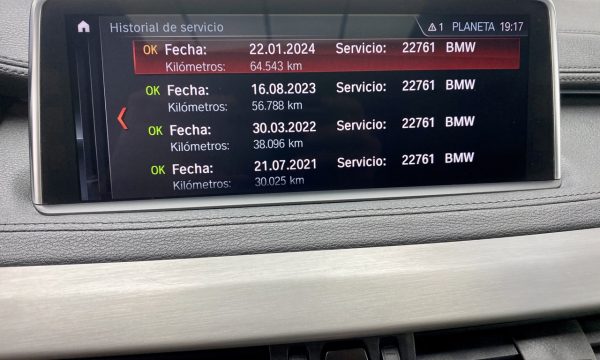 Historial de servicio 1 PLANETA 19:17
OK Fecha: 22.01.2024 Servicio: 22761 BMW
Kilómetros: 64.543 km
OK Fecha: 16.08.2023 Servicio: 22761 BMW
Kilómetros: 56.788 km
OK Fecha: 30.03.2022 Servicio: 22761 BMW
Kilómetros: 38.096 km
OK Fecha: 21.07.2021 Servicio: 22761 BMW
Kilómetros: 30.025 km